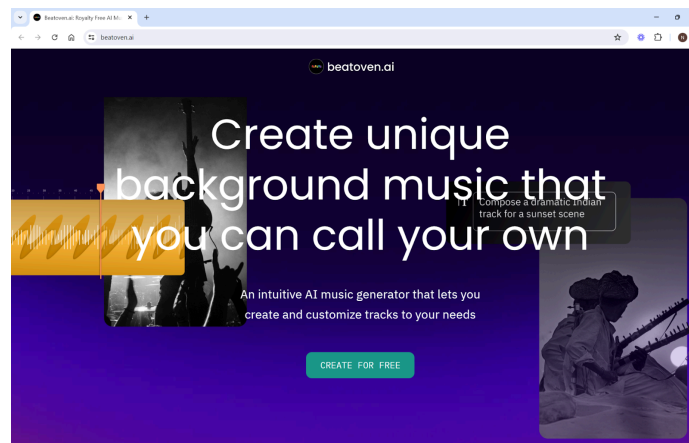 Beatoven.ai: Royalty Free AI Mu
beatoven.ai
N
beatoven.ai
Create unique
background music that
you can call your own
Compose a dramatic Indian
track for a sunset scene
An intuitive AI music generator that lets you
create and customize tracks to your needs
CREATE FOR FREE